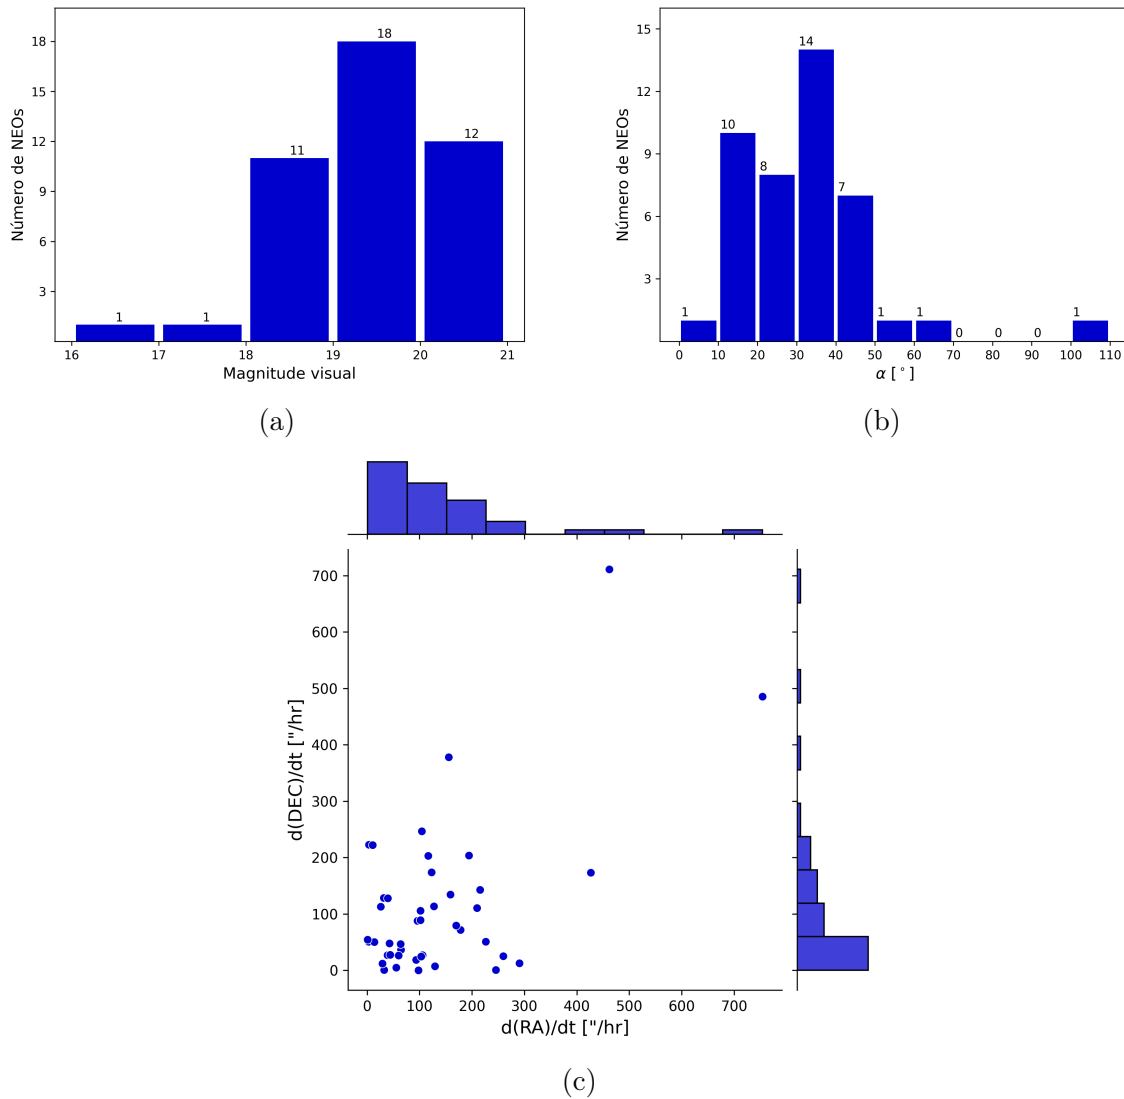 Número de NEOs
18
15
12
9
6
3
1
1
11
18
12
16 17 18 19 20 21
Magnitude visual
(a)
Número de NEOs
15
12
9
6
3
1
10
8
14
7
1
1
0
0
0
1
0 10 20 30 40 50 60 70 80 90 100 110
α [°]
(b)
d(DEC)/dt ["/hr]
700
600
500
400
300
200
100
0
0 100 200 300 400 500 600 700
d(RA)/dt ["/hr]
(c)